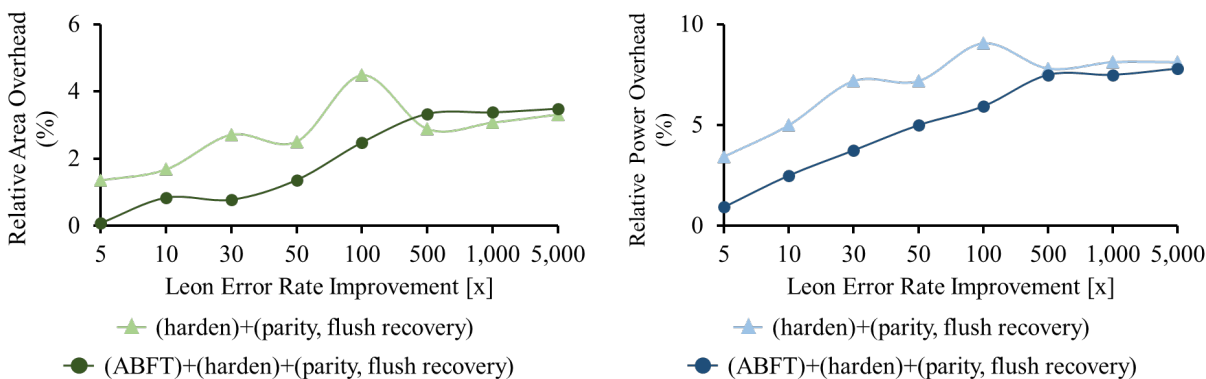 Relative Area Overhead
(%)
6
4
2
0
5 10 30 50 100 500 1,000 5,000
Leon Error Rate Improvement [x]
(harden)+(parity, flush recovery)
(ABFT)+(harden)+(parity, flush recovery)
Relative Power Overhead
(%)
10
5
0
5 10 30 50 100 500 1,000 5,000
Leon Error Rate Improvement [x]
(harden)+(parity, flush recovery)
(ABFT)+(harden)+(parity, flush recovery)